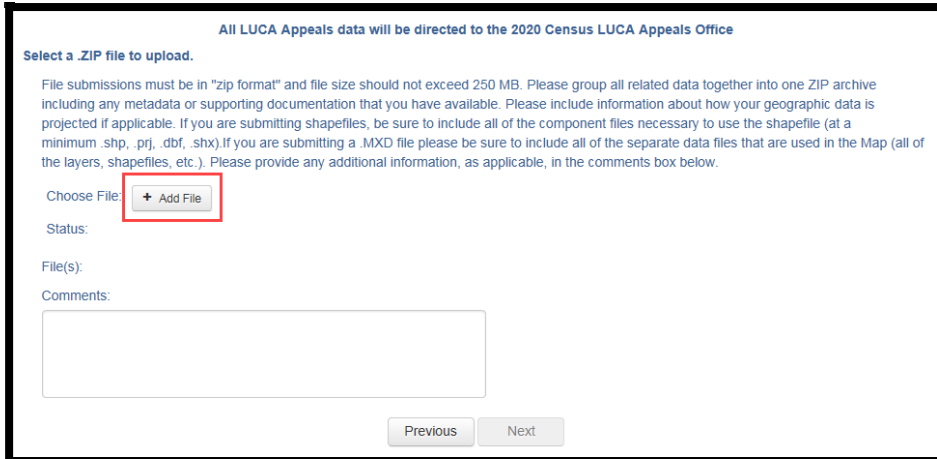 All LUCA Appeals data will be directed to the 2020 Census LUCA Appeals Office
Select a .ZIP file to upload.
File submissions must be in "zip format" and file size should not exceed 250 MB. Please group all related data together into one ZIP archive
including any metadata or supporting documentation that you have available. Please include information about how your geographic data is
projected if applicable. If you are submitting shapefiles, be sure to include all of the component files necessary to use the shapefile (at a
minimum .shp, .prj, .dbf, .shx).If you are submitting a .MXD file please be sure to include all of the separate data files that are used in the Map (all of
the layers, shapefiles, etc.). Please provide any additional information, as applicable, in the comments box below.
Choose File: + Add File
Status:
File(s):
Comments:
Previous Next